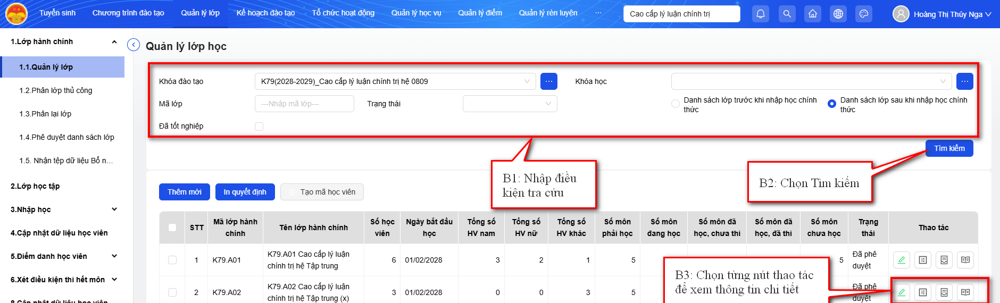 Tuyển sinh Chương trình đào tạo Quản lý lớp Kế hoạch đào tạo Tổ chức hoạt động Quản lý học vụ Quản lý điểm Quản lý rèn luyện ··· Cao cấp lý luận chính trị Hoàng Thị Thúy Nga
1.Lớp hành chính
1.1.Quản lý lớp
1.2.Phân lớp thủ công
1.3.Phân lại lớp
1.4.Phê duyệt danh sách lớp
1.5. Nhận tệp dữ liệu Bổ n...
2.Lớp học tập
3.Nhập học
4.Cập nhật dữ liệu học viên
5.Điểm danh học viên
6.Xét điều kiện thi hết môn
8.Cập nhật dữ liệu học viên
Quản lý lớp học
Khóa đào tạo K79(2028-2029)_Cao cấp lý luận chính trị hệ 0809 ··· Khóa học ···
Mã lớp ---Nhập mã lớp--- Trạng thái
Danh sách lớp trước khi nhập học chính
thức
Danh sách lớp sau khi nhập học chính
thức
Đã tốt nghiệp
Tìm kiếm
B1: Nhập điều
kiện tra cứu
B2: Chọn Tìm kiếm
Thêm mới In quyết định Tạo mã học viên
STT
Mã lớp hành
chính
Tên lớp hành chính
Số học
viên
Ngày bắt đầu
học
Tổng số
HV nam
Tổng số
HV nữ
Tổng số
HV khác
Số môn
phải học
Số môn
đang học
Số môn đã
học, chưa thi
Số môn đã
học, đã thi
Số môn
chưa học
Trạng
thái
Thao tác
1 K79.A01
K79.A01 Cao cấp lý luận
chính trị hệ Tập trung
6 01/02/2028 3 2 1 5 5
Đã phê
duyệt
2 K79.A02
K79.A02 Cao cấp lý luận
chính trị hệ Tập trung (x)
3 01/02/2028 0 0 3 5
Đã phê
duyệt
B3: Chọn từng nút thao tác
để xem thông tin chi tiết